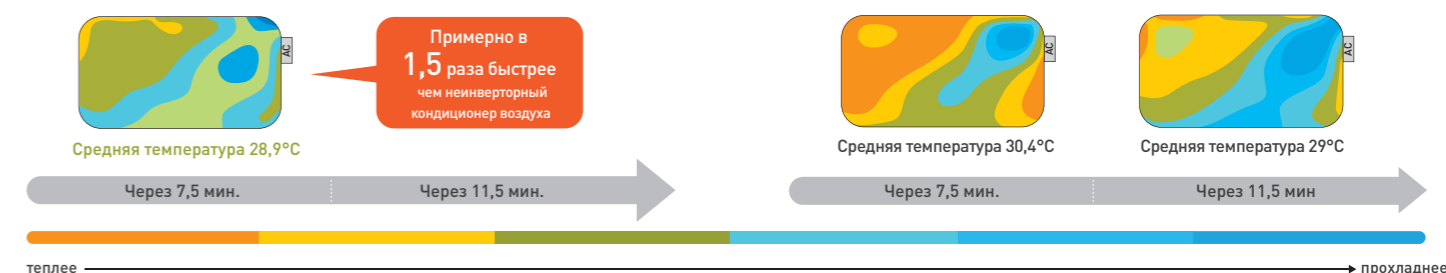 AC
Примерно в
1,5 раза быстрее
чем неинверторный
кондиционер воздуха
AC
AC
Средняя температура 28,9°C
Средняя температура 30,4°C
Средняя температура 29°C
Через 7,5 мин.
Через 11,5 мин.
Через 7,5 мин.
Через 11,5 мин
теплее
прохладнее